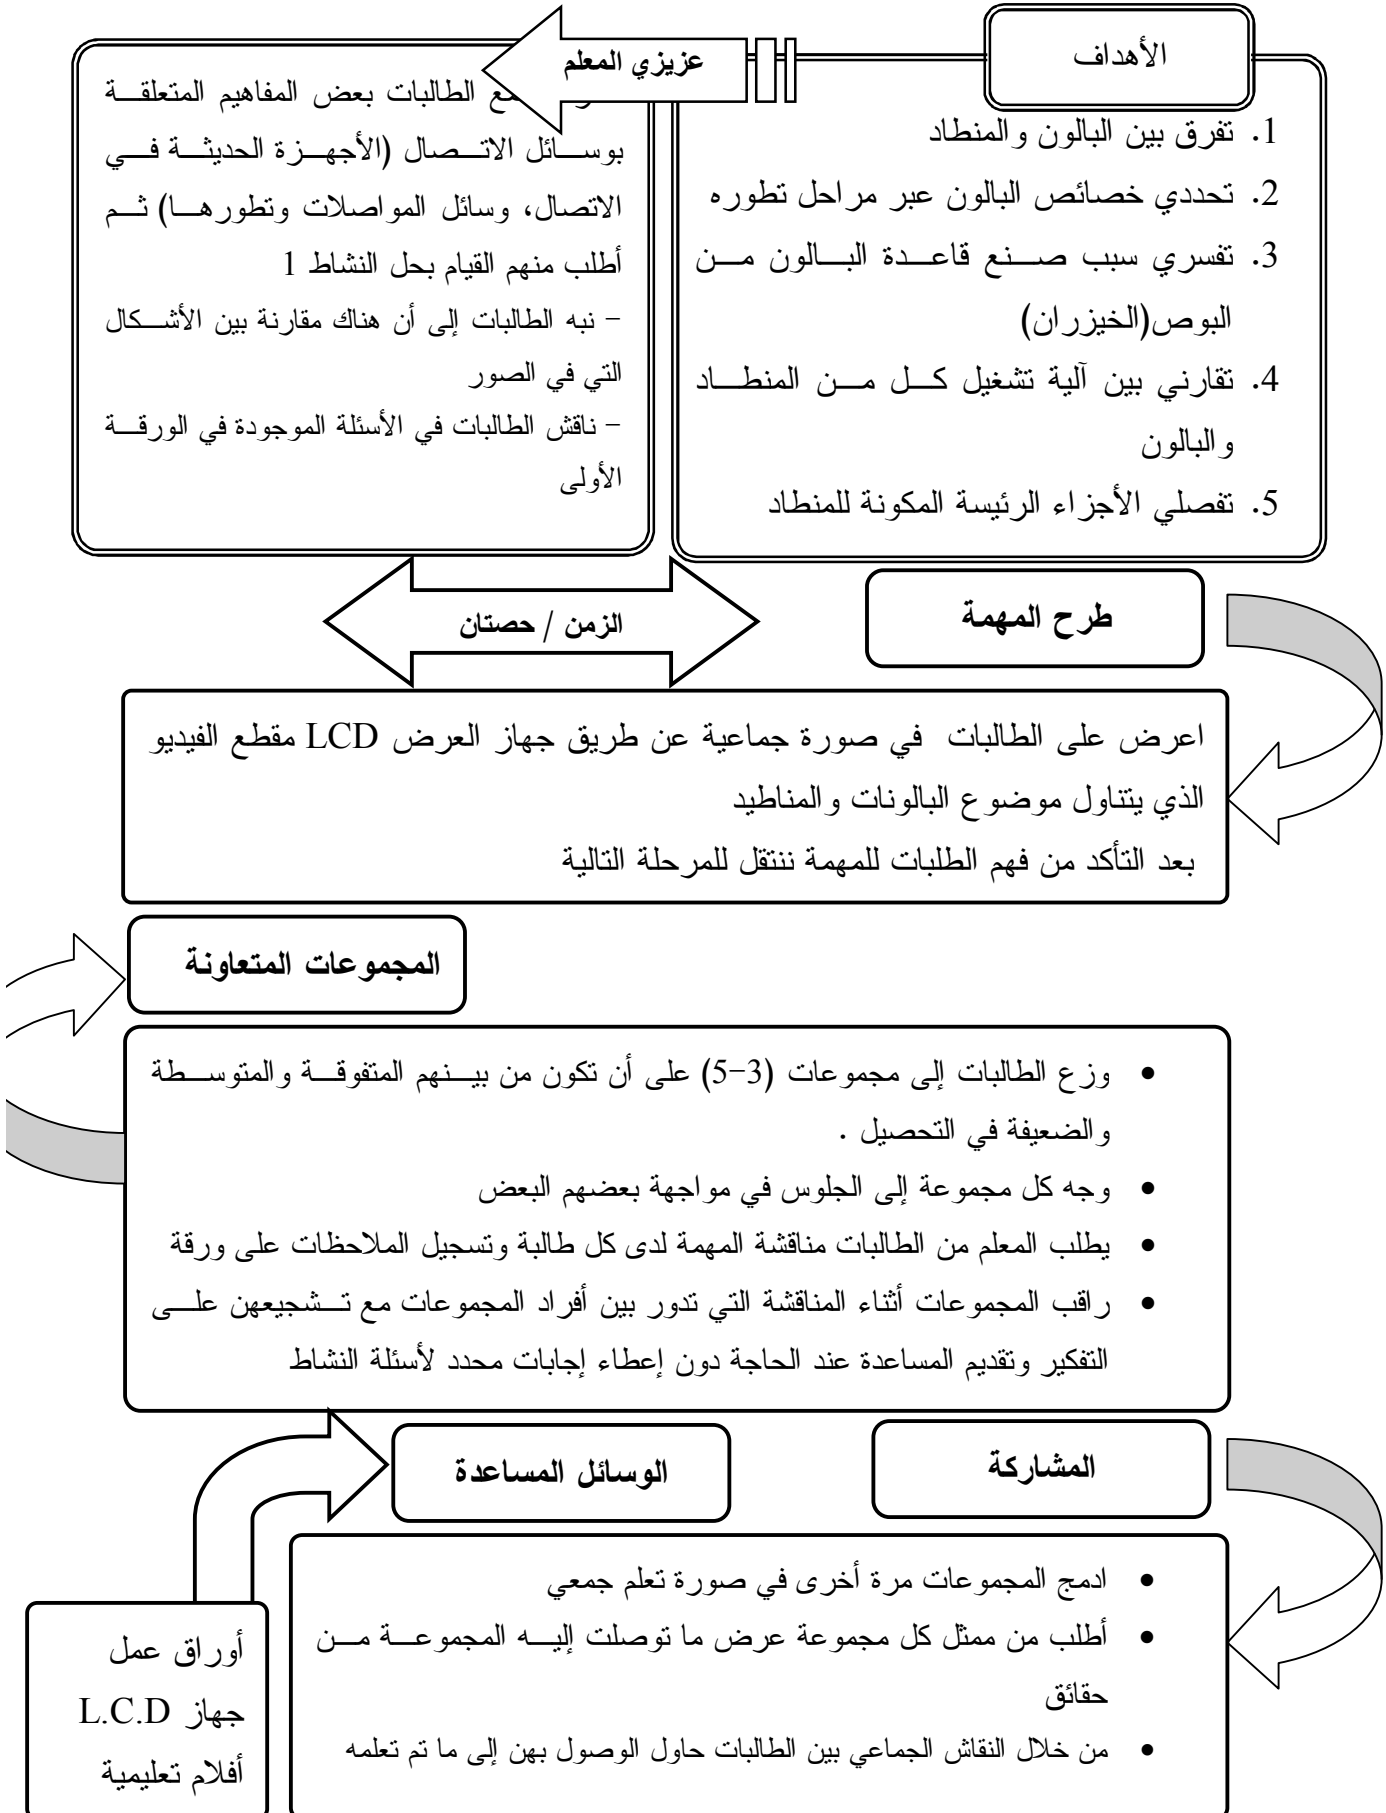 الأهداف
1. تفرق بين البالون والمنطاد
2. تحددي خصائص البالون عبر مراحل تطوره
3. تفسري سبب صنع قاعدة البالون من
البوص(الخيزران)
4. تقارني بين آلية تشغيل كل من المنطاد
والبالون
5. تفصلي الأجزاء الرئيسة المكونة للمنطاد
عزيزي المعلم
الطالبات بعض المفاهيم المتعلقة
بوسائل الاتصال (الأجهزة الحديثة في
الاتصال، وسائل المواصلات وتطورها) ثم
أطلب منهم القيام بحل النشاط 1
- نبه الطالبات إلى أن هناك مقارنة بين الأشكال
التي في الصور
- ناقش الطالبات في الأسئلة الموجودة في الورقة
الأولى
طرح المهمة
الزمن / حصتان
اعرض على الطالبات في صورة جماعية عن طريق جهاز العرض LCD مقطع الفيديو
الذي يتناول موضوع البالونات والمناطيد
بعد التأكد من فهم الطلبات للمهمة ننتقل للمرحلة التالية
المجموعات المتعاونة
• وزع الطالبات إلى مجموعات (3-5) على أن تكون من بينهم المتفوقة والمتوسطة
والضعيفة في التحصيل .
• وجه كل مجموعة إلى الجلوس في مواجهة بعضهم البعض
• يطلب المعلم من الطالبات مناقشة المهمة لدى كل طالبة وتسجيل الملاحظات على ورقة
• راقب المجموعات أثناء المناقشة التي تدور بين أفراد المجموعات مع تشجيعهن على
التفكير وتقديم المساعدة عند الحاجة دون إعطاء إجابات محدد لأسئلة النشاط
المشاركة
الوسائل المساعدة
• ادمج المجموعات مرة أخرى في صورة تعلم جمعي
• أطلب من ممثل كل مجموعة عرض ما توصلت إليه المجموعة من
حقائق
• من خلال النقاش الجماعي بين الطالبات حاول الوصول بهن إلى ما تم تعلمه
أوراق عمل
جهاز L.C.D
أفلام تعليمية